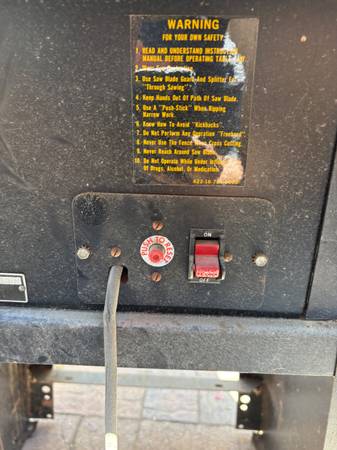 WARNING
FOR YOUR OWN SAFETY
1. READ AND UNDERSTAND
MANUAL BEFORE OPERATING
2. Wear
3. Use Saw Blade Guard And Splitter For
"Through Sawing".
4. Keep Hands Out Of Path Of Saw Blade.
5. Use A "Push-Stick" When Ripping
Narrow Work.
6. Know How To Avoid "Kickbacks".
7. Do Not Perform Any Operation "Freehand".
8. Never Use The Fence When Cross Cutting.
9. Never Reach Around Saw Blade.
10. Do Not Operate While Under
Of Drugs, Alcohol, Or Medication.
PUSH TO RESET
ON
OFF